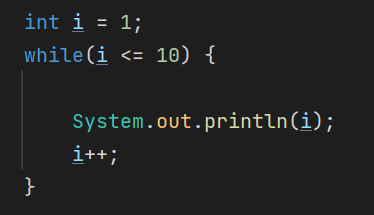 int i = 1;
while(i <= 10) {
System.out.println(i);
i++;
}